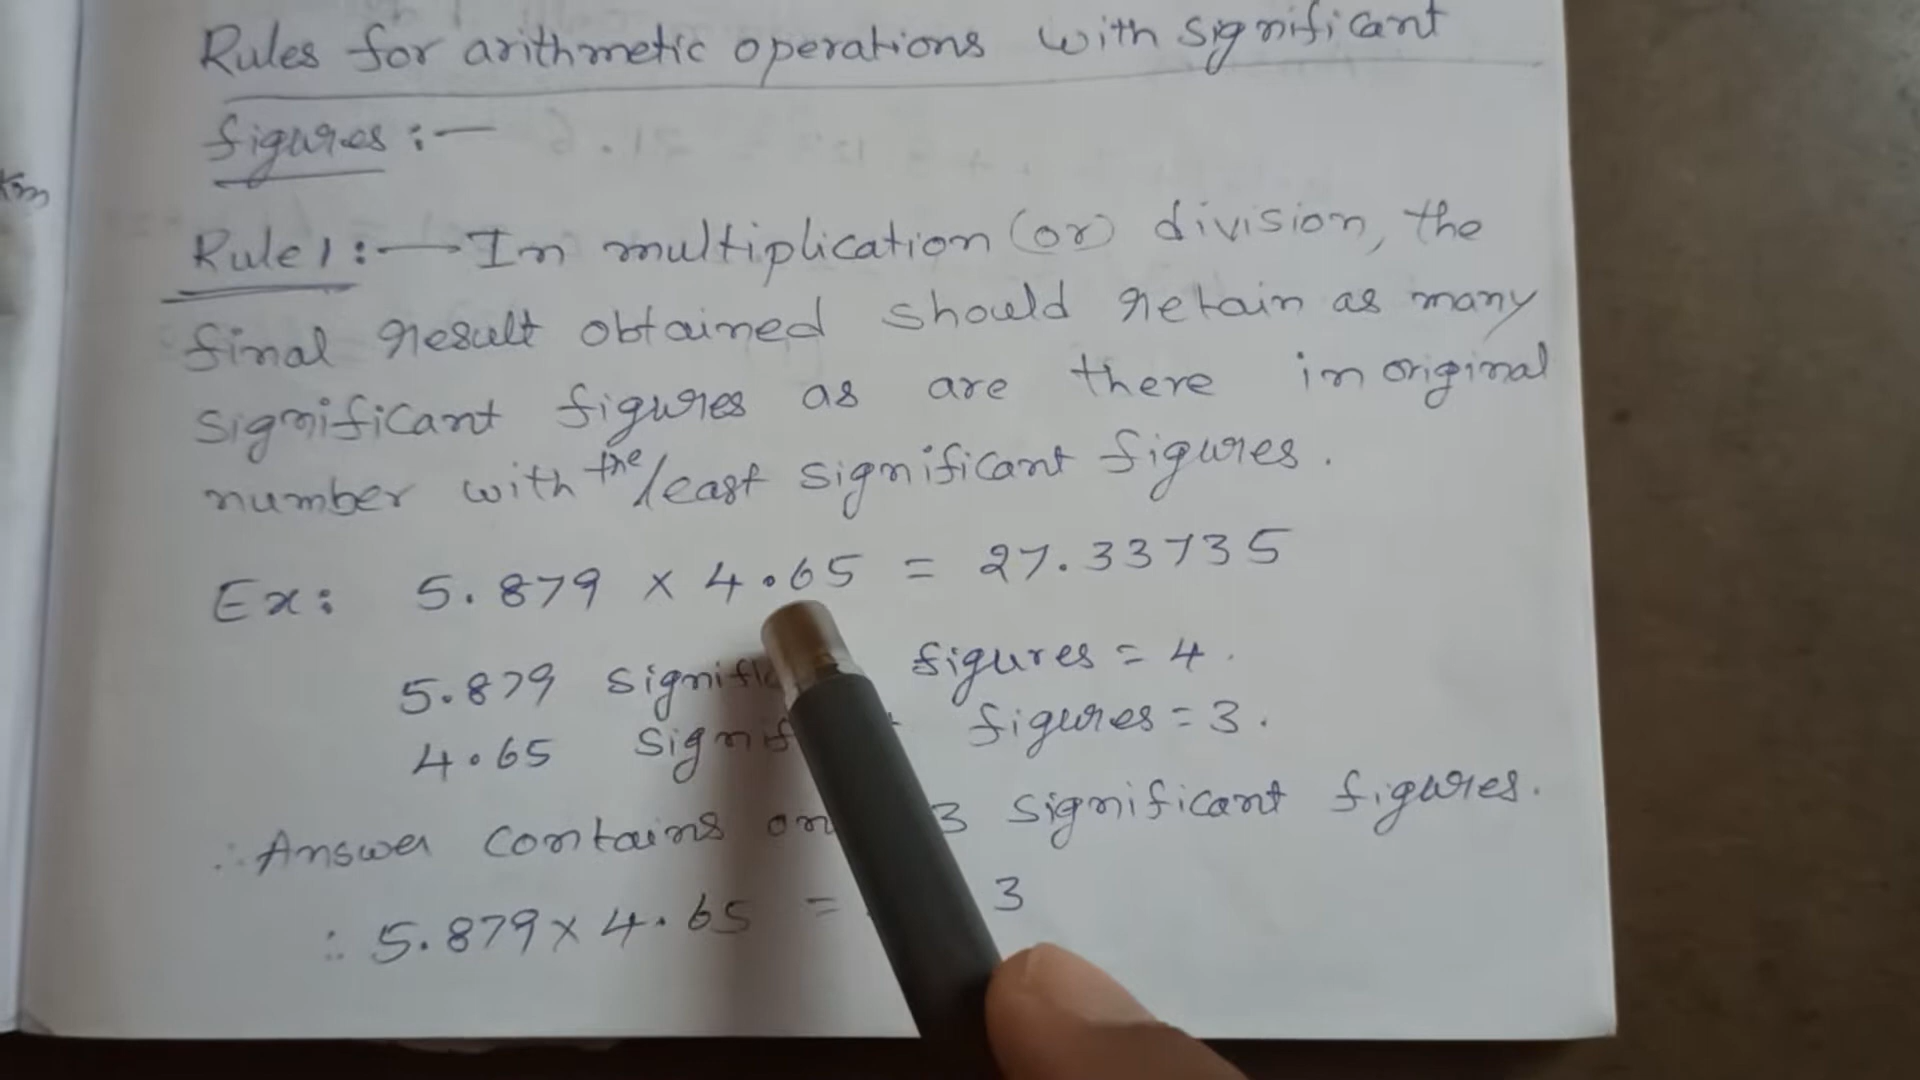 Rules for arithmetic operations with significant
figures :-
Rule 1 :- In multiplication (or) division, the
final result obtained should retain as many
significant figures as are there in original
number with the least significant figures.
Ex: 5.879 × 4.65 = 27.33735
5.879 figures = 4.
4.65 figures = 3.
∴ Answer contains 3 significant figures.
∴ 5.879 × 4.65 = 3
Km